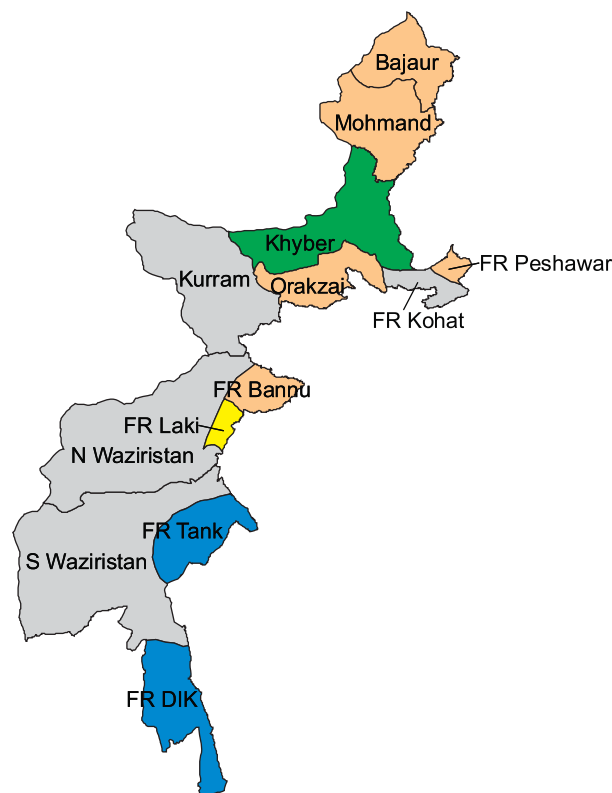 Bajaur
Mohmand
Khyber
FR Peshawar
Kurram
Orakzai
FR Kohat
FR Bannu
FR Laki
N Waziristan
FR Tank
S Waziristan
FR DIK